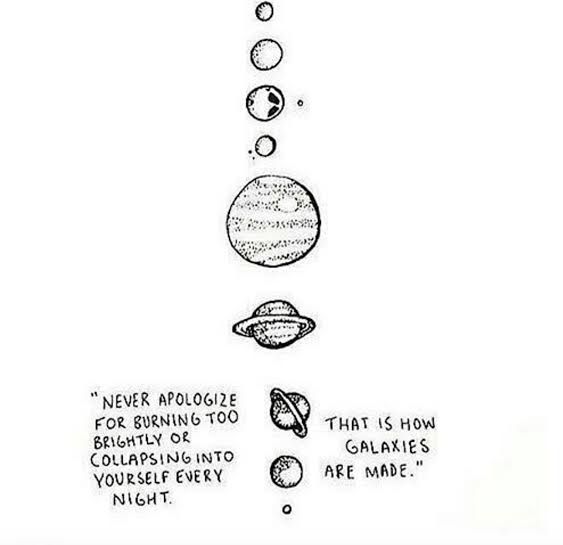 "NEVER APOLOGIZE
FOR BURNING TOO
BRIGHTLY OR
COLLAPSING INTO
YOURSELF EVERY
NIGHT.
THAT IS HOW
GALAXIES
ARE MADE."